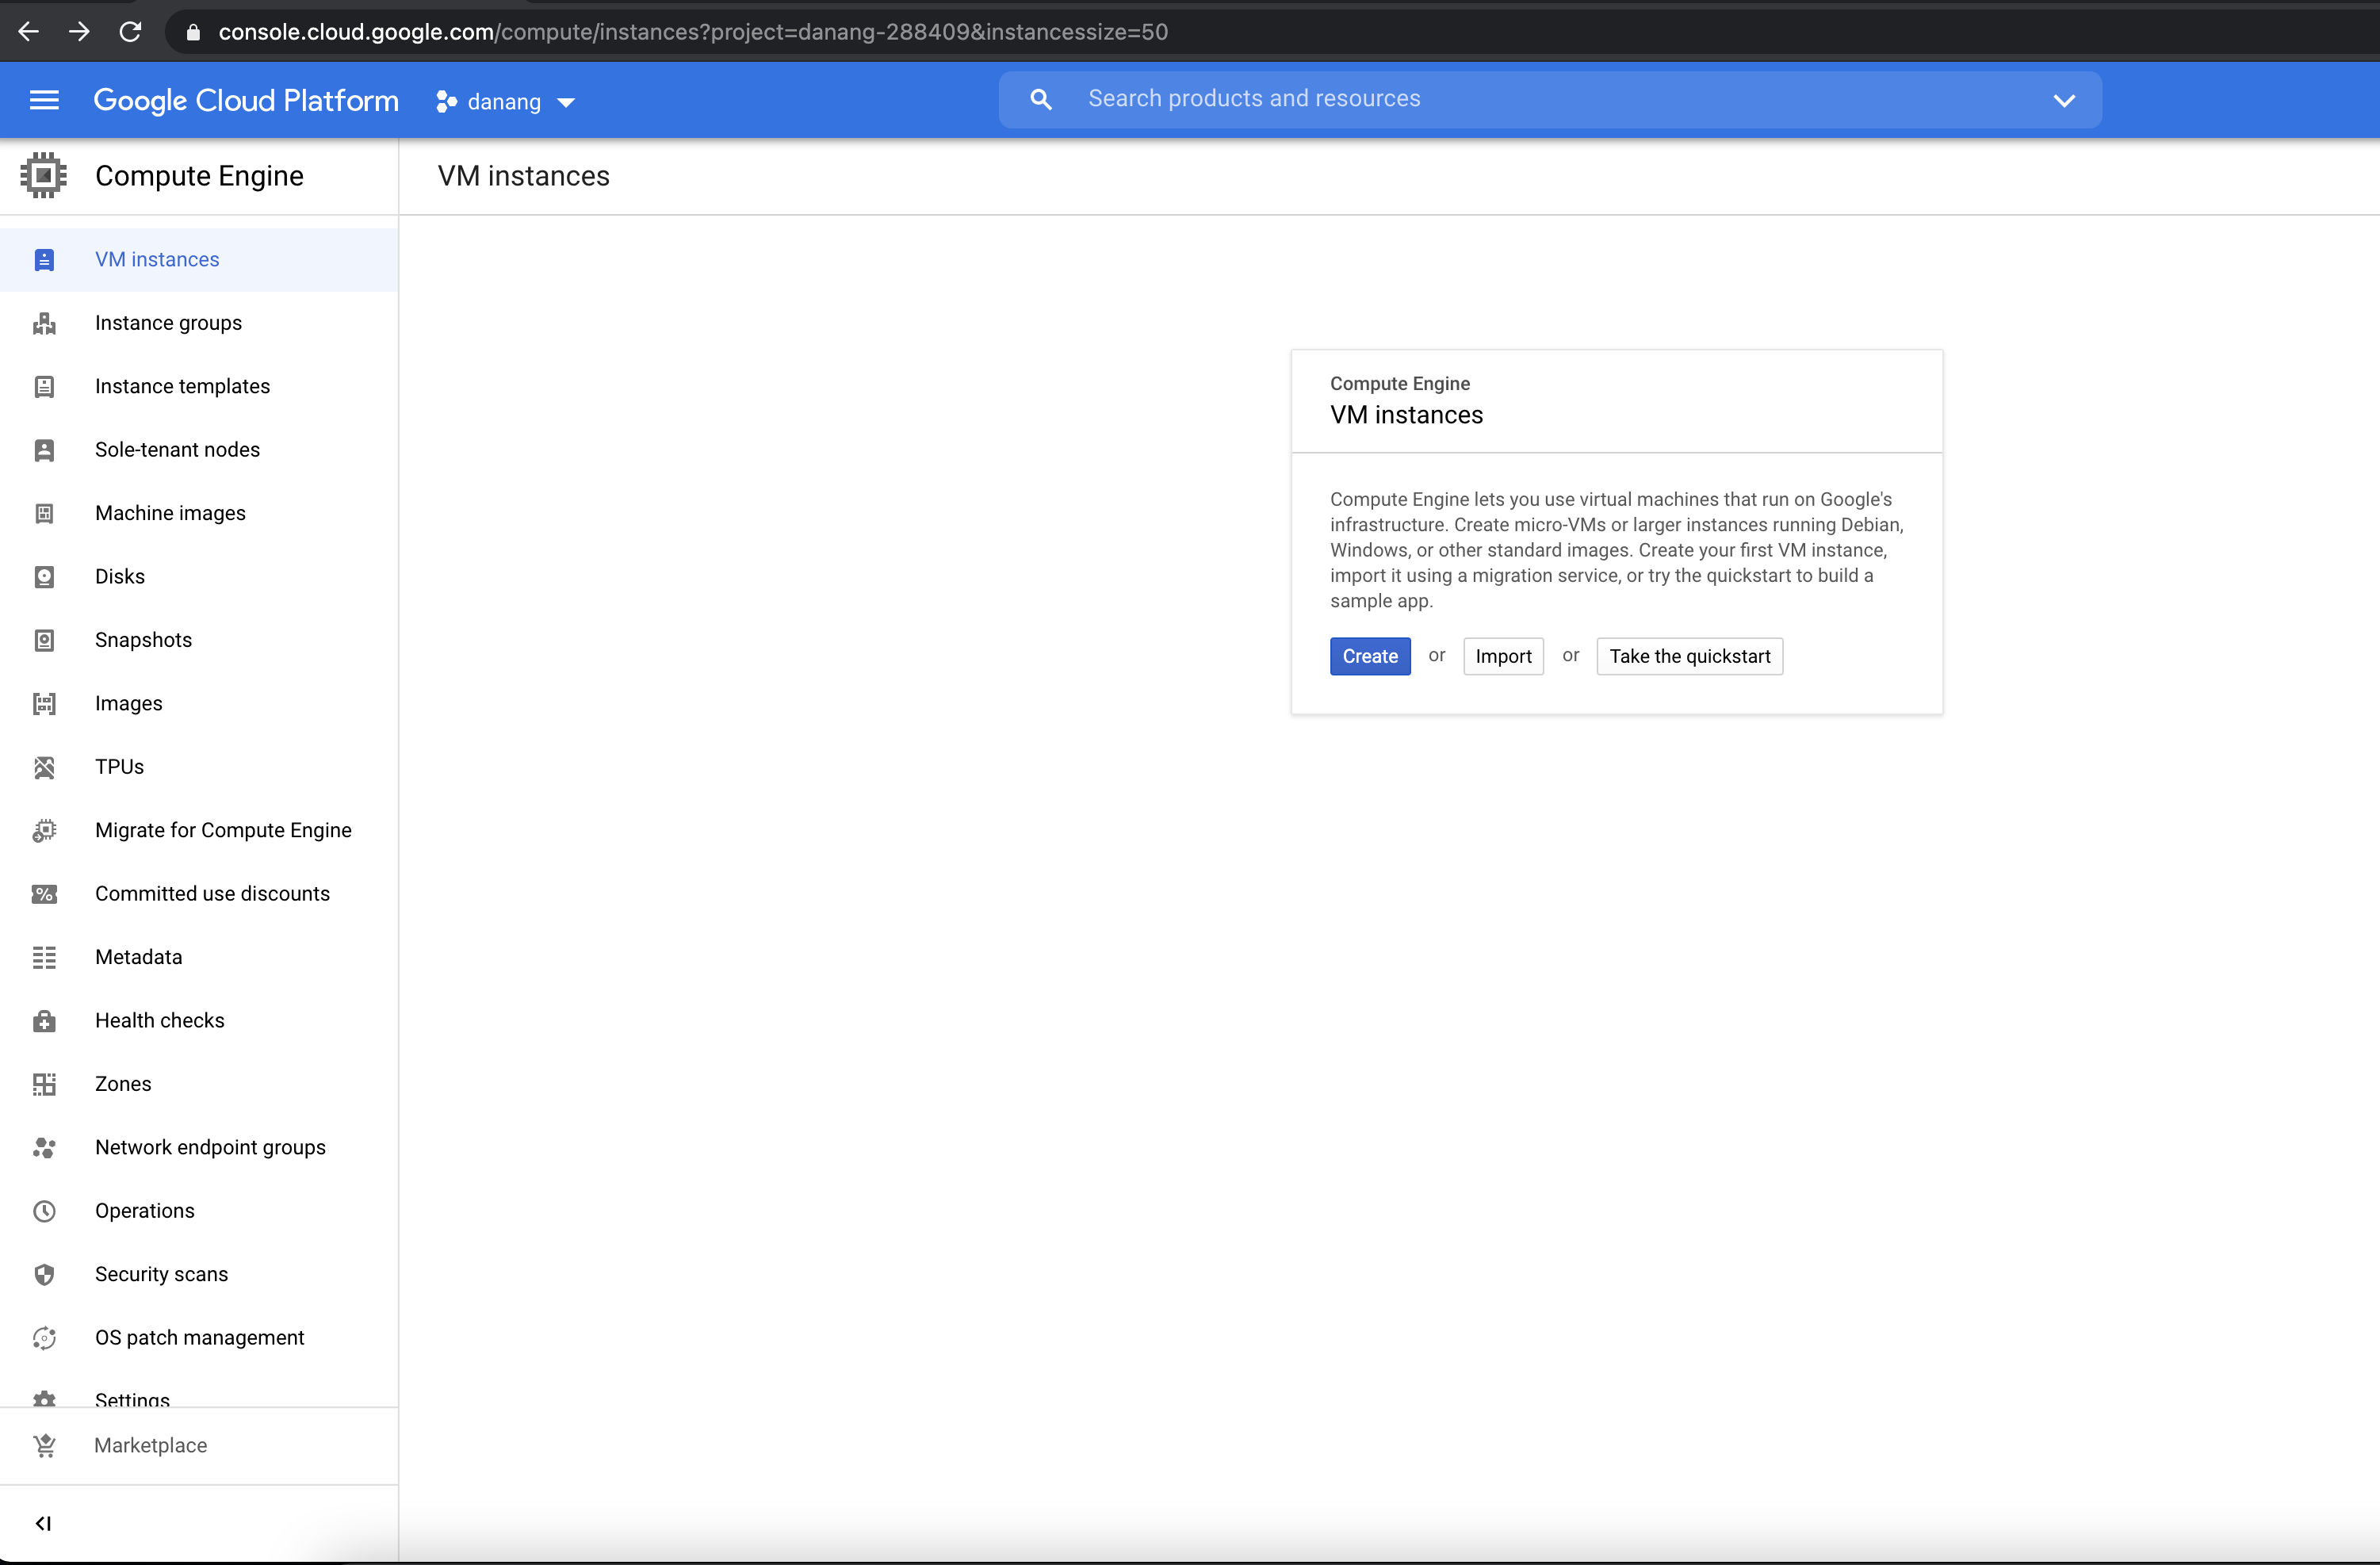 console.cloud.google.com/compute/instances?project=danang-288409&instancessize=50
Google Cloud Platform
danang
Search products and resources
Compute Engine
VM instances
VM instances
Instance groups
Instance templates
Sole-tenant nodes
Machine images
Disks
Snapshots
Images
TPUs
Migrate for Compute Engine
Committed use discounts
Metadata
Health checks
Zones
Network endpoint groups
Operations
Security scans
OS patch management
Settings
Marketplace
Compute Engine
VM instances
Compute Engine lets you use virtual machines that run on Google's
infrastructure. Create micro-VMs or larger instances running Debian,
Windows, or other standard images. Create your first VM instance,
import it using a migration service, or try the quickstart to build a
sample app.
Create or Import or Take the quickstart